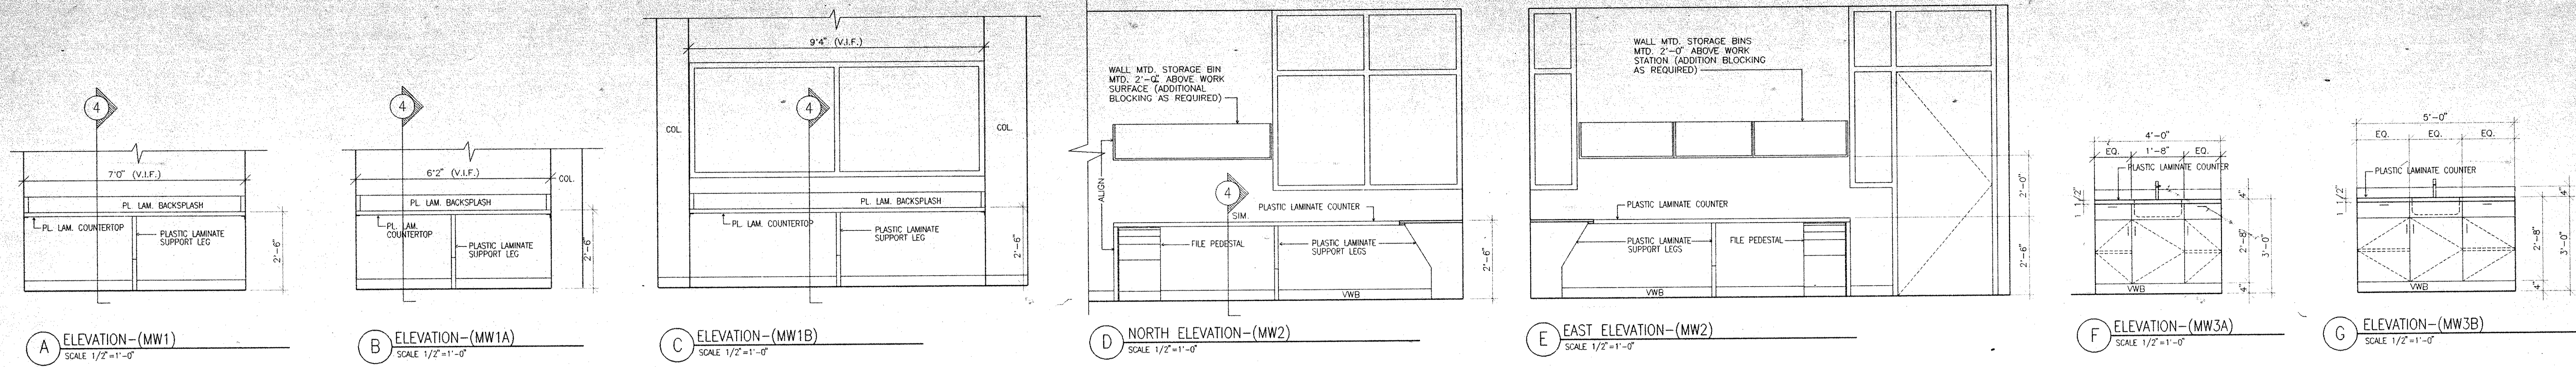 4
7'0" (V.I.F.)
PL. LAM. BACKSPLASH
PL. LAM. COUNTERTOP
PLASTIC LAMINATE
SUPPORT LEG
2'-6"
A
ELEVATION-(MW1)
SCALE 1/2"=1'-0"
4
6'2" (V.I.F.)
COL.
PL. LAM. BACKSPLASH
PL. LAM.
COUNTERTOP
PLASTIC LAMINATE
SUPPORT LEG
2'-6"
B
ELEVATION-(MW1A)
SCALE 1/2"=1'-0"
9'4" (V.I.F.)
4
COL.
COL.
PL. LAM. BACKSPLASH
PL. LAM. COUNTERTOP
PLASTIC LAMINATE
SUPPORT LEG
2'-6"
C
ELEVATION-(MW1B)
SCALE 1/2"=1'-0"
WALL MTD. STORAGE BIN
MTD. 2'-0" ABOVE WORK
SURFACE (ADDITIONAL
BLOCKING AS REQUIRED)
ALIGN
4
SIM.
PLASTIC LAMINATE COUNTER
FILE PEDESTAL
PLASTIC LAMINATE
SUPPORT LEGS
2'-6"
VWB
D
NORTH ELEVATION-(MW2)
SCALE 1/2"=1'-0"
WALL MTD. STORAGE BINS
MTD. 2'-0" ABOVE WORK
STATION (ADDITION BLOCKING
AS REQUIRED)
2'-0"
PLASTIC LAMINATE COUNTER
PLASTIC LAMINATE
SUPPORT LEGS
FILE PEDESTAL
2'-6"
VWB
E
EAST ELEVATION-(MW2)
SCALE 1/2"=1'-0"
4'-0"
EQ.
1'-8"
EQ.
PLASTIC LAMINATE COUNTER
1 1/2"
4"
2'-8"
3'-0"
4"
VWB
F
ELEVATION-(MW3A)
SCALE 1/2"=1'-0"
5'-0"
EQ.
EQ.
EQ.
PLASTIC LAMINATE COUNTER
1 1/2"
4"
2'-8"
3'-0"
4"
VWB
G
ELEVATION-(MW3B)
SCALE 1/2"=1'-0"